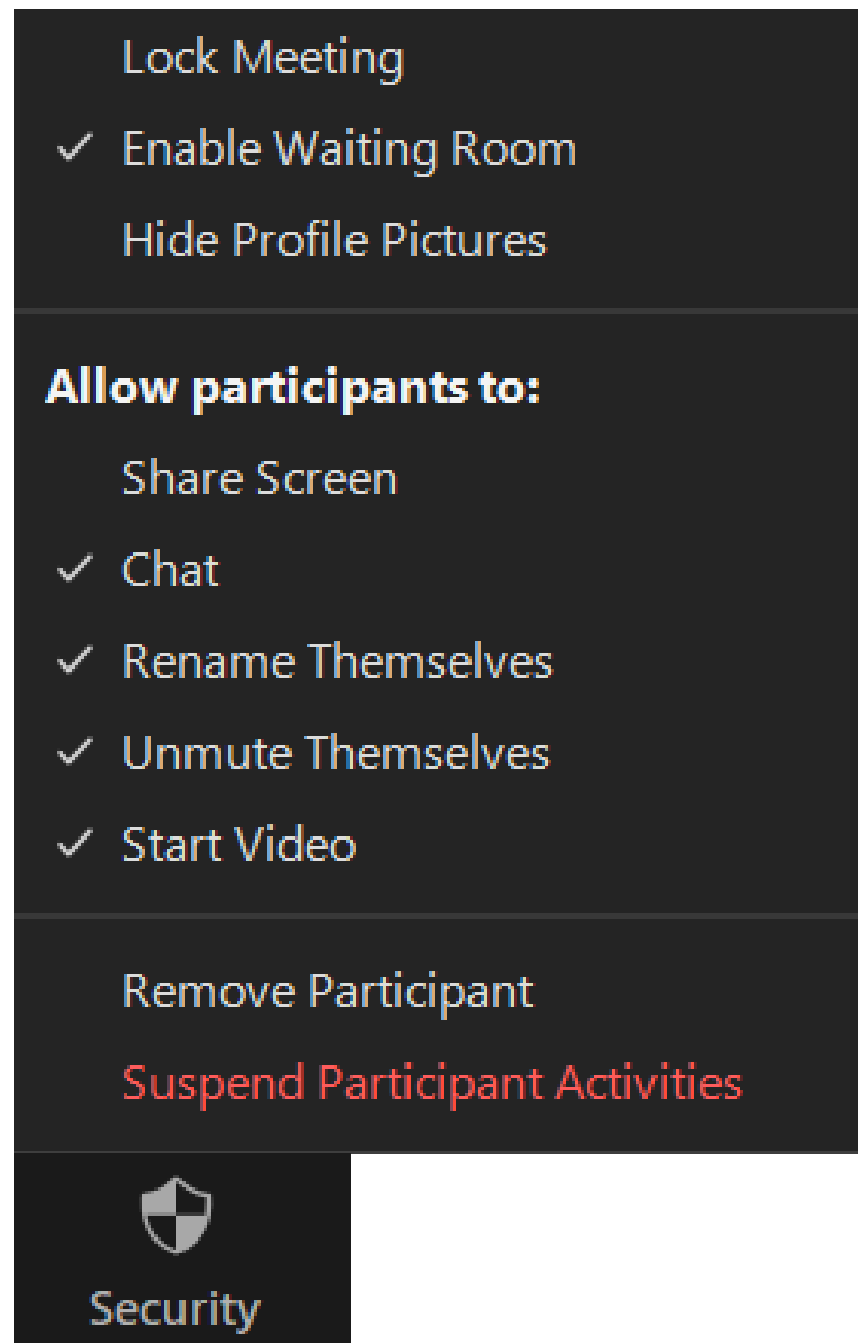 Lock Meeting
✓ Enable Waiting Room
Hide Profile Pictures
Allow participants to:
Share Screen
✓ Chat
✓ Rename Themselves
✓ Unmute Themselves
✓ Start Video
Remove Participant
Suspend Participant Activities
Security